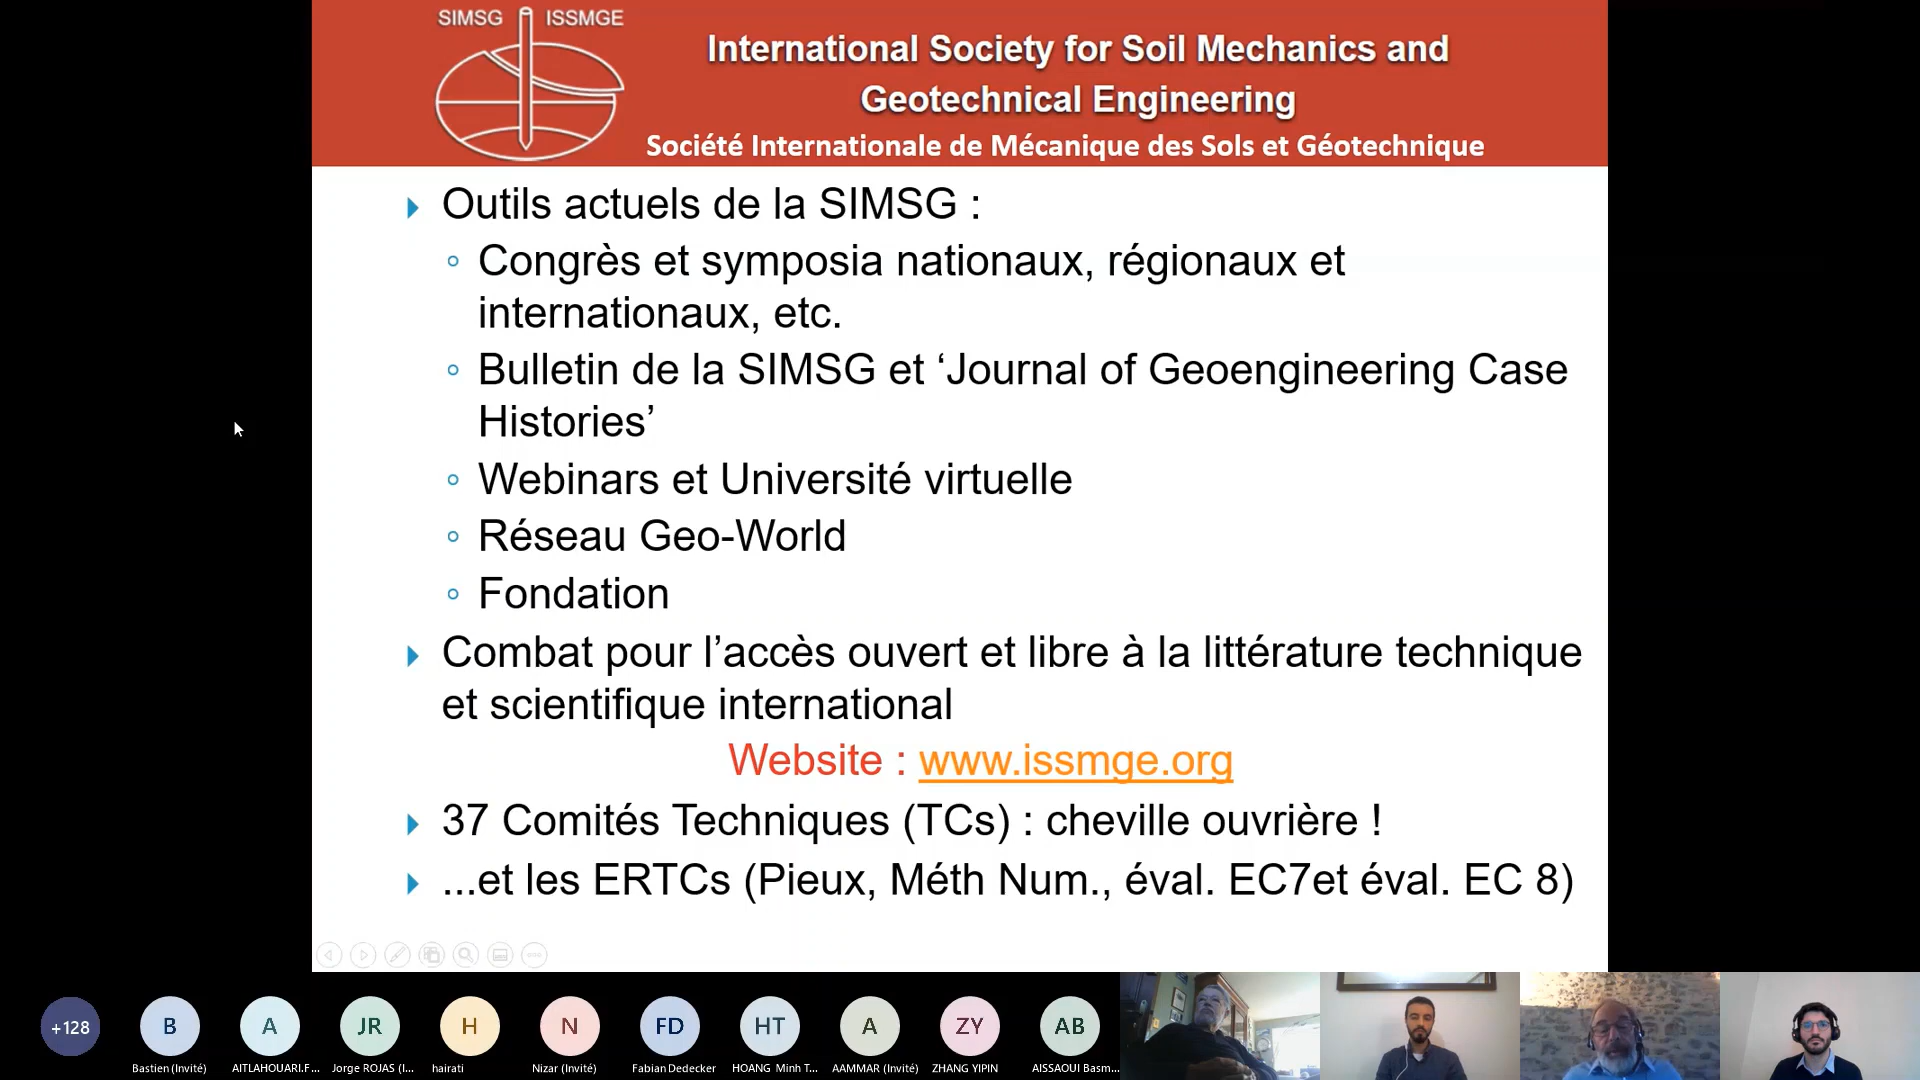 SIMSG ISSMGE
International Society for Soil Mechanics and
Geotechnical Engineering
Société Internationale de Mécanique des Sols et Géotechnique
Outils actuels de la SIMSG :
Congrès et symposia nationaux, régionaux et
internationaux, etc.
Bulletin de la SIMSG et ‘Journal of Geoengineering Case
Histories’
Webinars et Université virtuelle
Réseau Geo-World
Fondation
Combat pour l’accès ouvert et libre à la littérature technique
et scientifique international
Website : www.issmge.org
37 Comités Techniques (TCs) : cheville ouvrière !
...et les ERTCs (Pieux, Méth Num., éval. EC7et éval. EC 8)
+128 B A JR H N FD HT A ZY AB
Bastien (Invité) AITLAHOUARI.F... Jorge ROJAS (I... hairati Nizar (Invité) Fabian Dedecker HOANG Minh T... AAMMAR (Invité) ZHANG YIPIN AISSAOUI Basm...